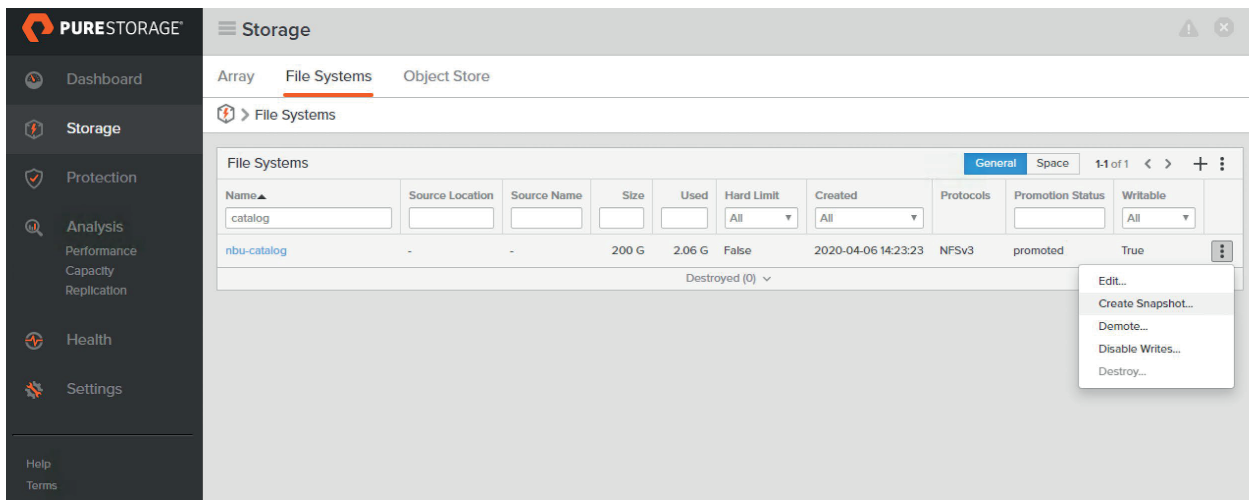 PURESTORAGE®
Storage
Dashboard
Storage
Protection
Analysis
Performance
Capacity
Replication
Health
Settings
Help
Terms
Array File Systems Object Store
> File Systems
File Systems General Space 1-1 of 1 < > +
Name▲ Source Location Source Name Size Used Hard Limit Created Protocols Promotion Status Writable
catalog All All All
nbu-catalog - - 200 G 2.06 G False 2020-04-06 14:23:23 NFSv3 promoted True
Destroyed (0)
Edit...
Create Snapshot...
Demote...
Disable Writes...
Destroy...